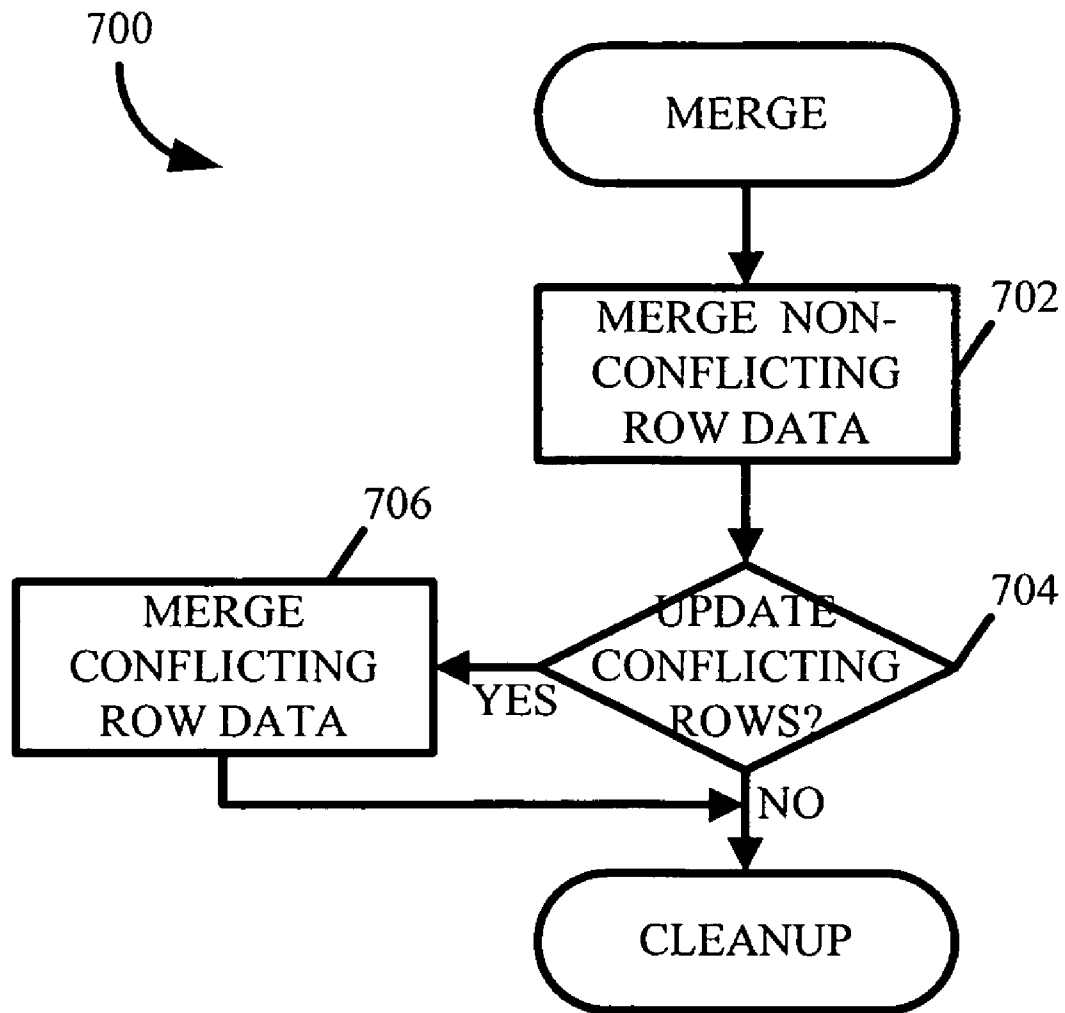 700
MERGE
MERGE NON-
CONFLICTING
ROW DATA
702
706
MERGE
CONFLICTING
ROW DATA
UPDATE
CONFLICTING
ROWS?
704
YES
NO
CLEANUP